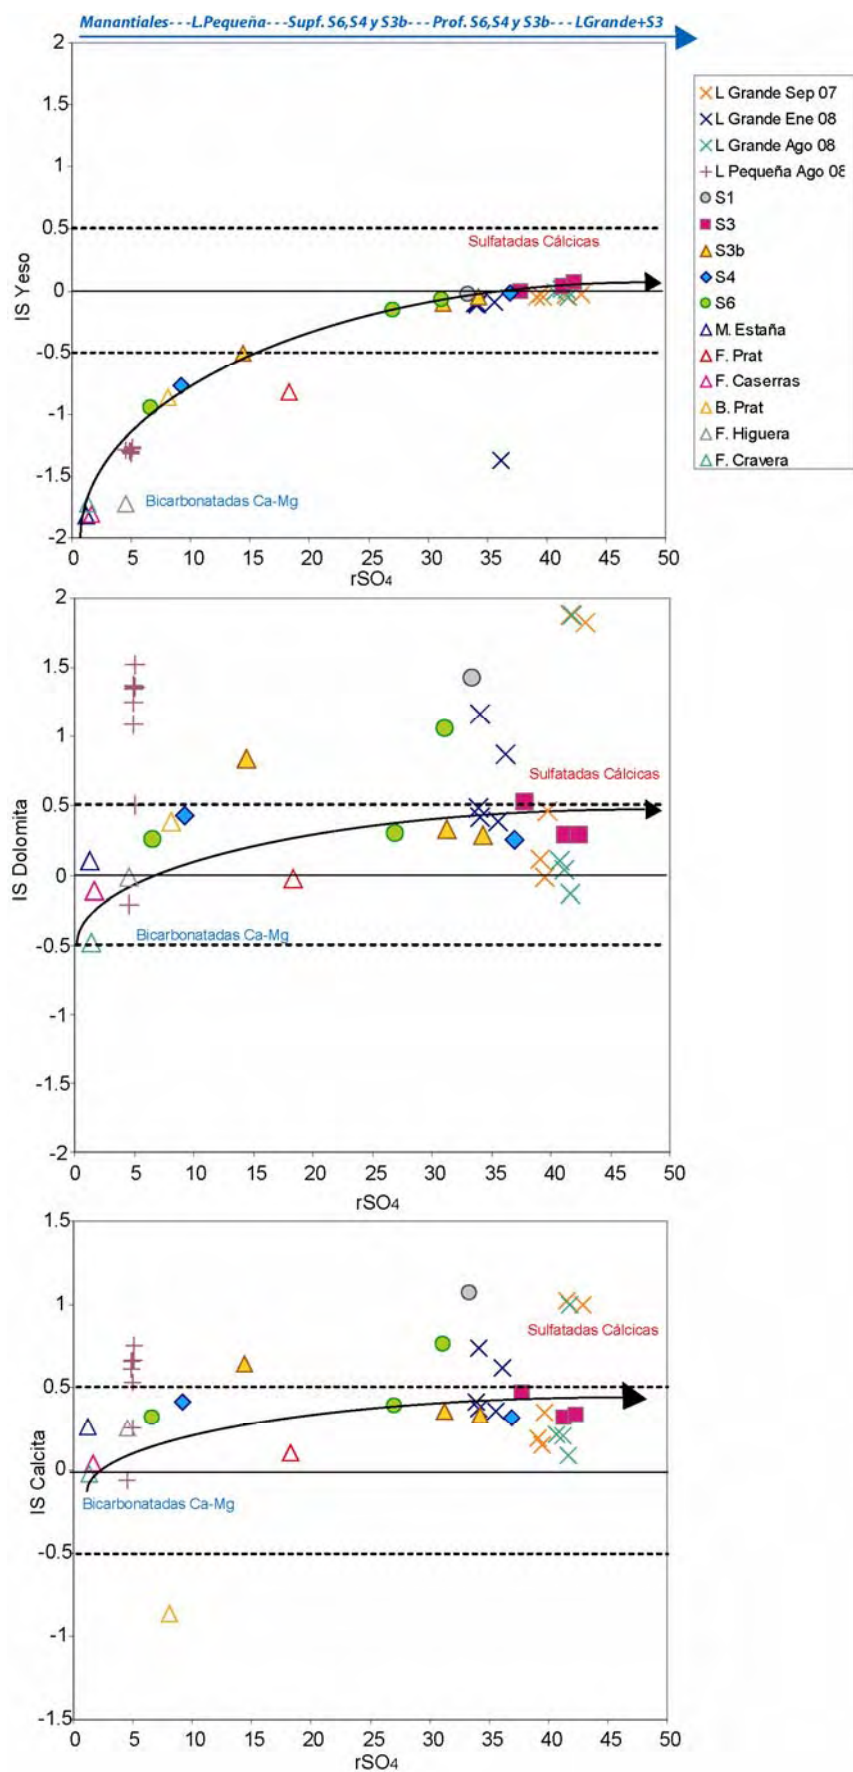 Manantiales---L.Pequeña---Supf. S6,S4 y S3b--- Prof. S6,S4 y S3b--- LGrande+S3
2
1.5
1
0.5
0
-0.5
-1
-1.5
-2
IS Yeso
Sulfatadas Cálcicas
Bicarbonatadas Ca-Mg
0 5 10 15 20 25 30 35 40 45 50
rSO4
L Grande Sep 07
L Grande Ene 08
L Grande Ago 08
L Pequeña Ago 08
S1
S3
S3b
S4
S6
M. Estaña
F. Prat
F. Caserras
B. Prat
F. Higuera
F. Cravera
2
1.5
1
0.5
0
-0.5
-1
-1.5
-2
IS Dolomita
Sulfatadas Cálcicas
Bicarbonatadas Ca-Mg
0 5 10 15 20 25 30 35 40 45 50
rSO4
1.5
1
0.5
0
-0.5
-1
-1.5
IS Calcita
Sulfatadas Cálcicas
Bicarbonatadas Ca-Mg
0 5 10 15 20 25 30 35 40 45 50
rSO4